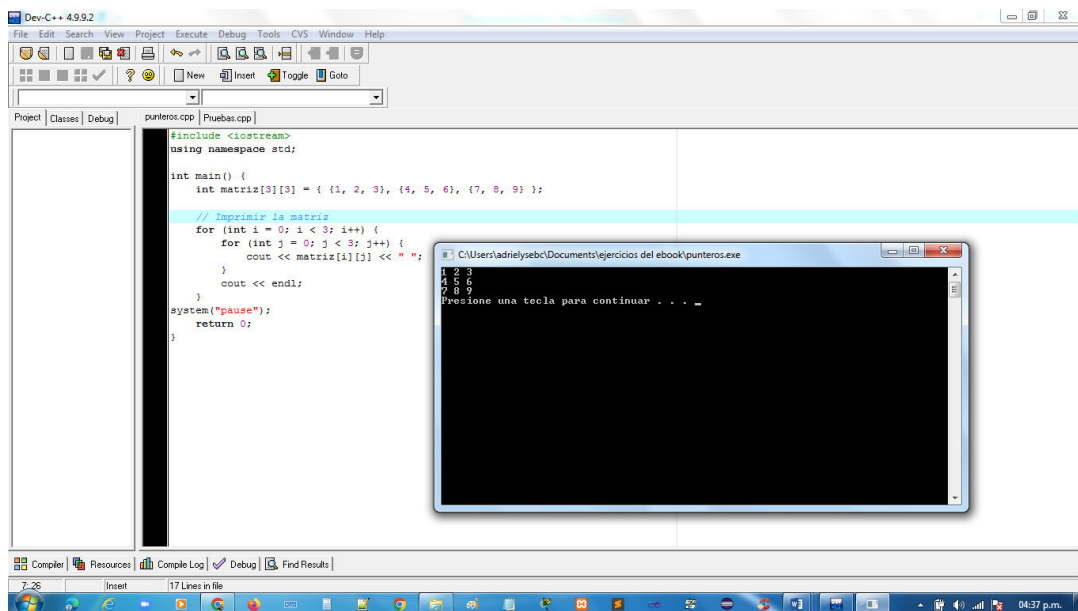 Dev-C++ 4.9.9.2
File Edit Search View Project Execute Debug Tools CVS Window Help
New Insert Toggle Goto
Project Classes Debug punteros.cpp Pruebas.cpp
#include <iostream>
using namespace std;
int main() {
int matriz[3][3] = { {1, 2, 3}, {4, 5, 6}, {7, 8, 9} };
// Imprimir la matriz
for (int i = 0; i < 3; i++) {
for (int j = 0; j < 3; j++) {
cout << matriz[i][j] << " ";
}
cout << endl;
}
system("pause");
return 0;
}
C:\Users\adrielysebc\Documents\ejercicios del ebook\punteros.exe
1 2 3
4 5 6
7 8 9
Presione una tecla para continuar . . . _
Compiler Resources Compile Log Debug Find Results
7: 26 Insert 17 Lines in file
04:37 p.m.